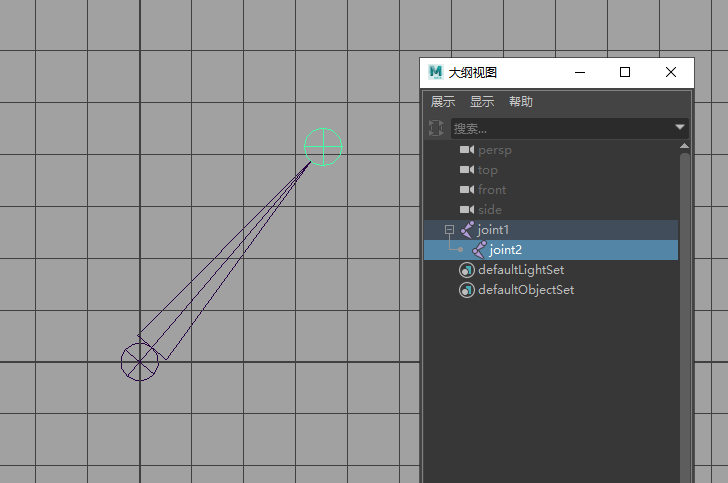 大纲视图
展示 显示 帮助
搜索...
persp
top
front
side
joint1
joint2
defaultLightSet
defaultObjectSet